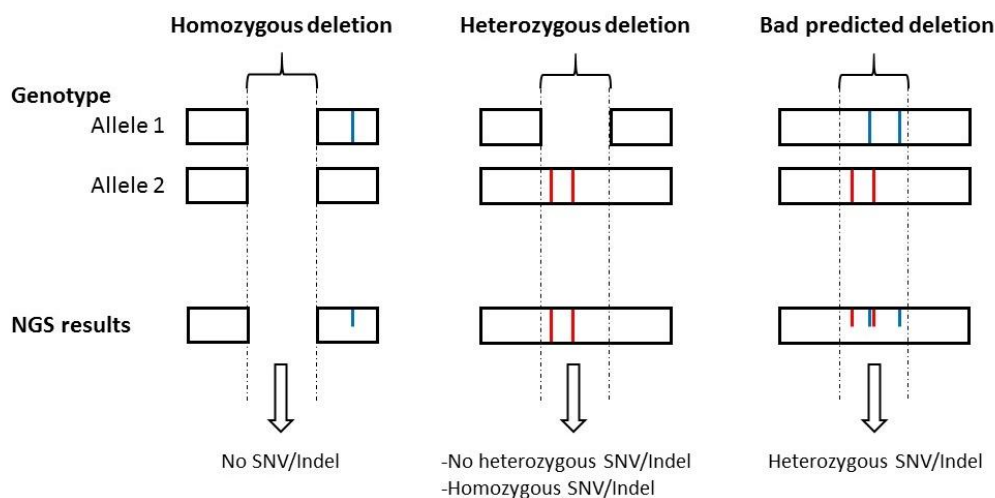 Homozygous deletion
Heterozygous deletion
Bad predicted deletion
Genotype
Allele 1
Allele 2
NGS results
No SNV/Indel
-No heterozygous SNV/Indel
-Homozygous SNV/Indel
Heterozygous SNV/Indel